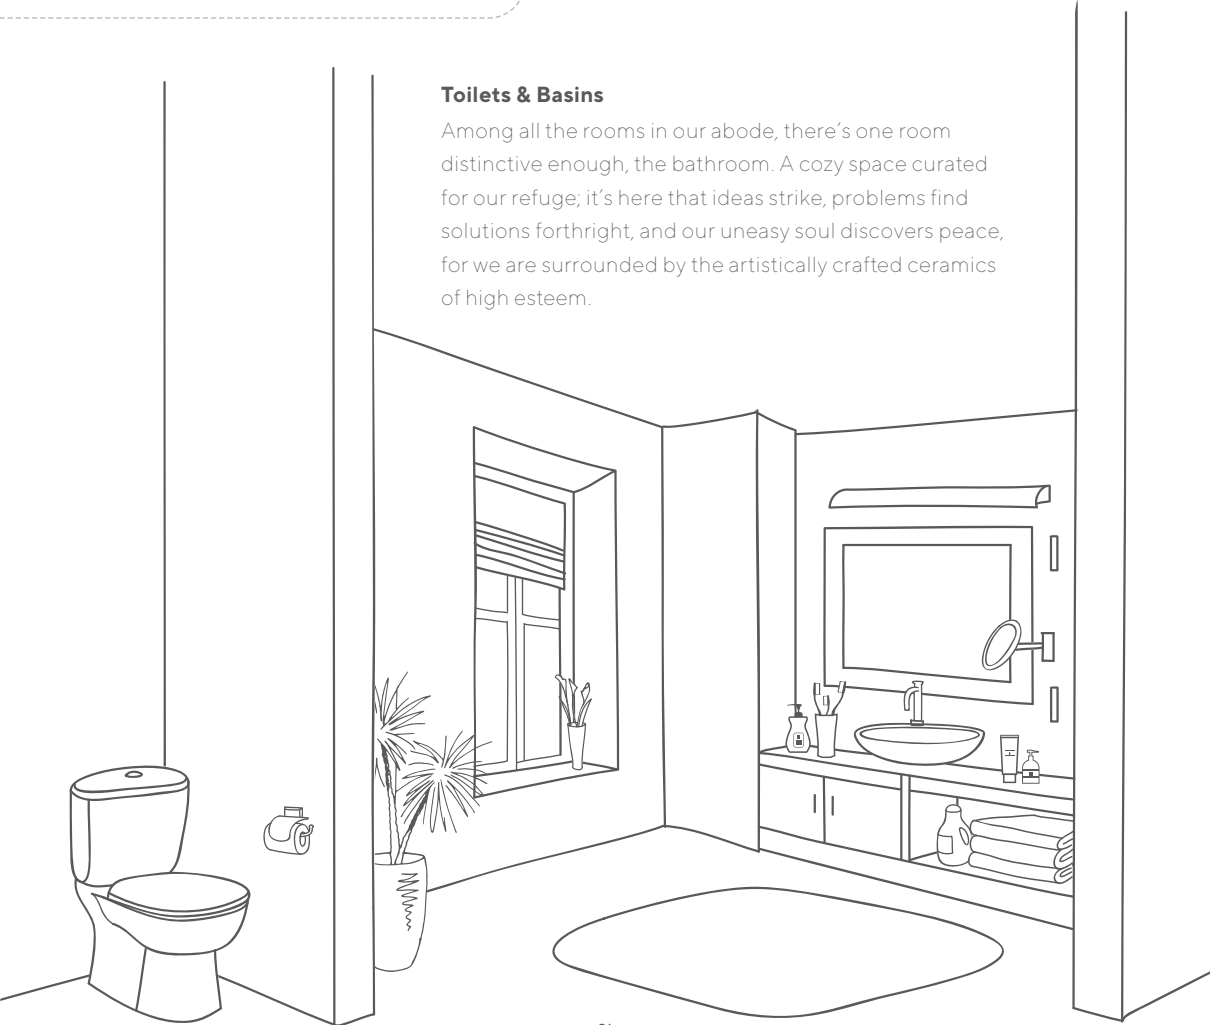 Toilets & Basins
Among all the rooms in our abode, there’s one room
distinctive enough, the bathroom. A cozy space curated
for our refuge; it’s here that ideas strike, problems find
solutions forthright, and our uneasy soul discovers peace,
for we are surrounded by the artistically crafted ceramics
of high esteem.